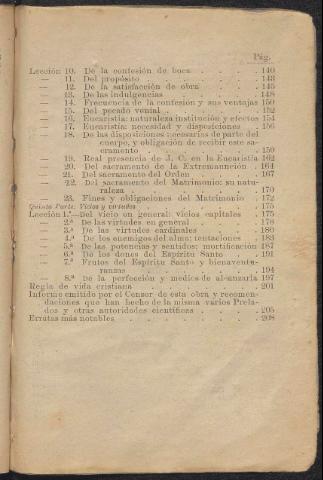 Pág.
Lección 10. De la confesión de boca . . . . 140
— 11. Del propósito . . . . . . 143
— 12. De la satisfacción de obra . . . . 145
— 13. De las indulgencias . . . . . 148
— 14. Frecuencia de la confesión y sus ventajas 150
— 15. Del pecado venial . . . . . . 152
— 16. Eucaristía: naturaleza institución y efectos 154
— 17. Eucaristía: necesidad y disposiciones . . 156
— 18. De las disposiciones necesarias de parte del
cuerpo, y obligación de recibir este sa-
cramento . . . . . . . 159
— 19. Real presencia de J. C. en la Eucaristía 162
— 20. Del sacramento de la Extremaunción . 164
— 21. Del sacramento del Orden . . . . 167
— 22. Del sacramento del Matrimonio: su natu-
raleza . . . . . . . . 170
— 23. Fines y obligaciones del Matrimonio . 172
Quinta Parte: Vicios y virtudes . . . . . . 175
Lección 1.ª—Del vicio en general: vicios capitales . 175
— 2.ª De las virtudes en general . . . . 178
— 3.ª De las virtudes cardinales . . . . 180
— 4.ª De los enemigos del alma: tentaciones . 183
— 5.ª De las potencias y sentidos: mortificación 187
— 6.ª De los dones del Espíritu Santo . . 191
— 7.ª Frutos del Espíritu Santo y bienaventu-
ranzas . . . . . . . 194
— 8.ª De la perfección y medios de alcanzarla 197
Regla de vida cristiana . . . . . . . 201
Informe emitido por el Censor de esta obra y recomen-
daciones que han hecho de la misma varios Prela-
dos y otras autoridades científicas . . . . 205
Erratas más notables . . . . . . . 208